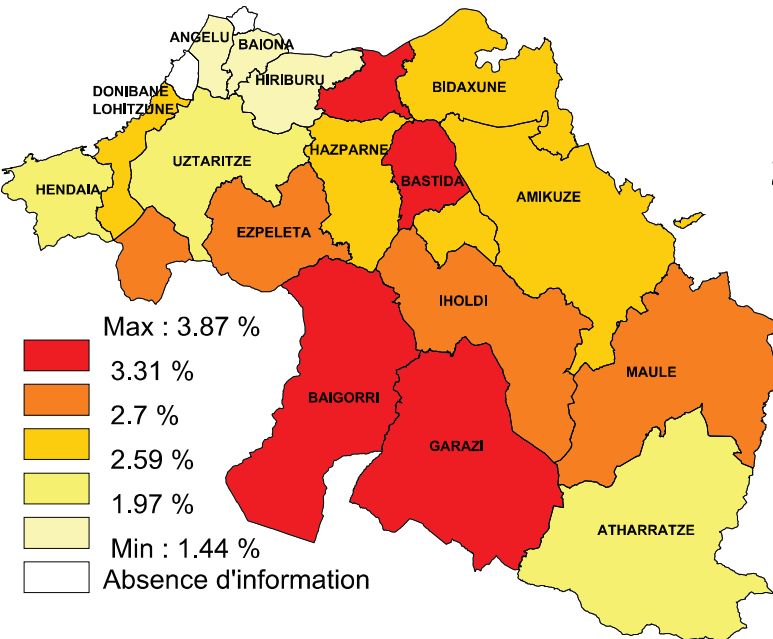 ANGELU
BAIONA
HIRIBURU
BIDAXUNE
DONIBANE
LOHITZUNE
HAZPARNE
UZTARITZE
BASTIDA
HENDAIA
AMIKUZE
EZPELETA
IHOLDI
MAULE
BAIGORRI
GARAZI
ATHARRATZE
Max : 3.87 %
3.31 %
2.7 %
2.59 %
1.97 %
Min : 1.44 %
Absence d'information